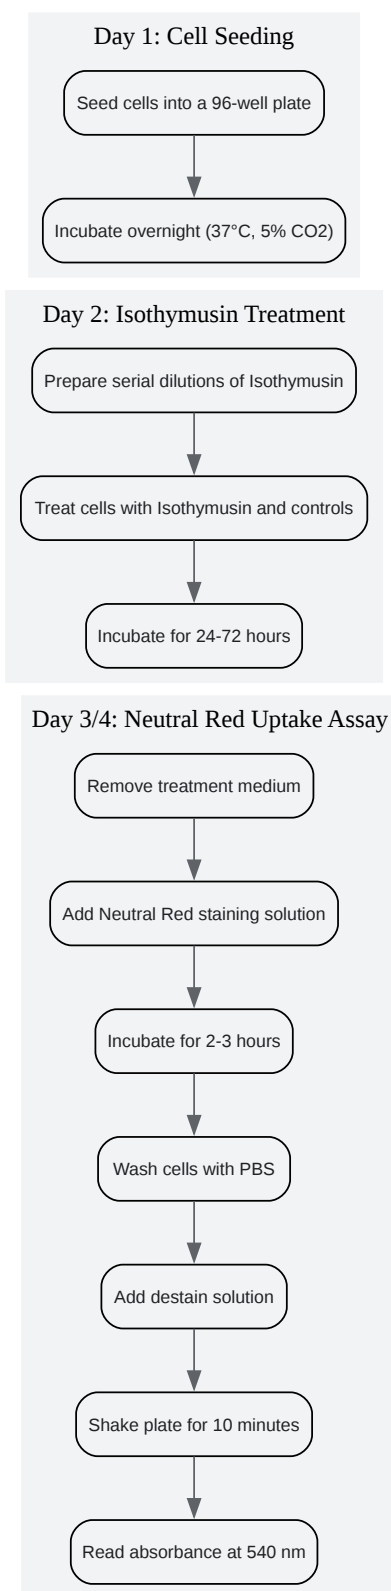 Day 1: Cell Seeding
Seed cells into a 96-well plate
Incubate overnight (37°C, 5% CO2)
Day 2: Isothymusin Treatment
Prepare serial dilutions of Isothymusin
Treat cells with Isothymusin and controls
Incubate for 24-72 hours
Day 3/4: Neutral Red Uptake Assay
Remove treatment medium
Add Neutral Red staining solution
Incubate for 2-3 hours
Wash cells with PBS
Add destain solution
Shake plate for 10 minutes
Read absorbance at 540 nm